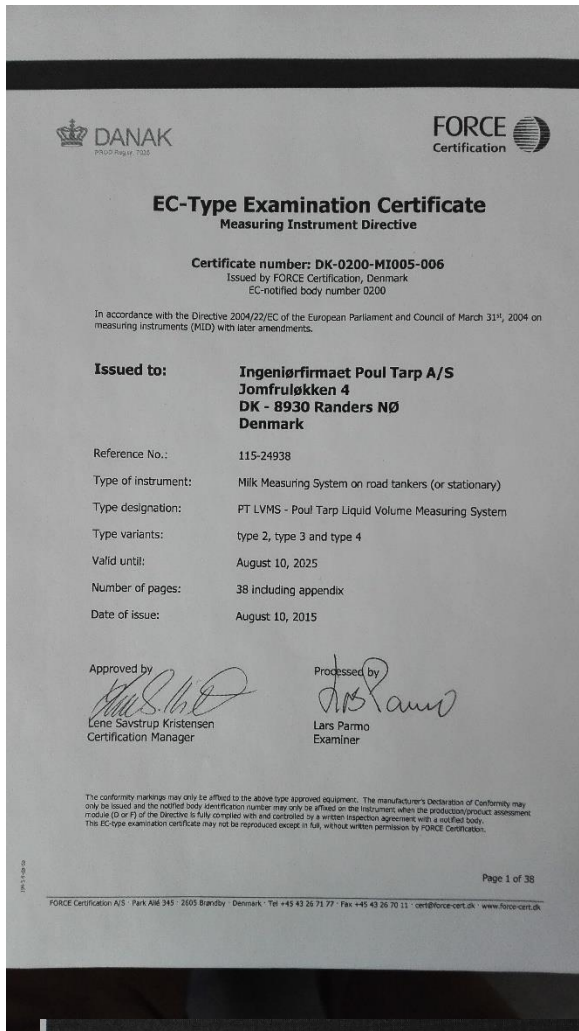 DANAK
PROD Reg.nr. 7020
FORCE
Certification
EC-Type Examination Certificate
Measuring Instrument Directive
Certificate number: DK-0200-MI005-006
Issued by FORCE Certification, Denmark
EC-notified body number 0200
In accordance with the Directive 2004/22/EC of the European Parliament and Council of March 31st, 2004 on
measuring instruments (MID) with later amendments.
Issued to: Ingeniørfirmaet Poul Tarp A/S
Jomfruløkken 4
DK - 8930 Randers NØ
Denmark
Reference No.: 115-24938
Type of instrument: Milk Measuring System on road tankers (or stationary)
Type designation: PT LVMS - Poul Tarp Liquid Volume Measuring System
Type variants: type 2, type 3 and type 4
Valid until: August 10, 2025
Number of pages: 38 including appendix
Date of issue: August 10, 2015
Approved by Processed by
Lene Savstrup Kristensen Lars Parmo
Certification Manager Examiner
The conformity markings may only be affixed to the above type approved equipment. The manufacturer's Declaration of Conformity may
only be issued and the notified body identification number may only be affixed on the instrument when the production/product assessment
module (D or F) of the Directive is fully complied with and controlled by a written inspection agreement with a notified body.
This EC-type examination certificate may not be reproduced except in full, without written permission by FORCE Certification.
Page 1 of 38
FORCE Certification A/S · Park Allé 345 · 2605 Brøndby · Denmark · Tel +45 43 26 71 77 · Fax +45 43 26 70 11 · cert@force-cert.dk · www.force-cert.dk